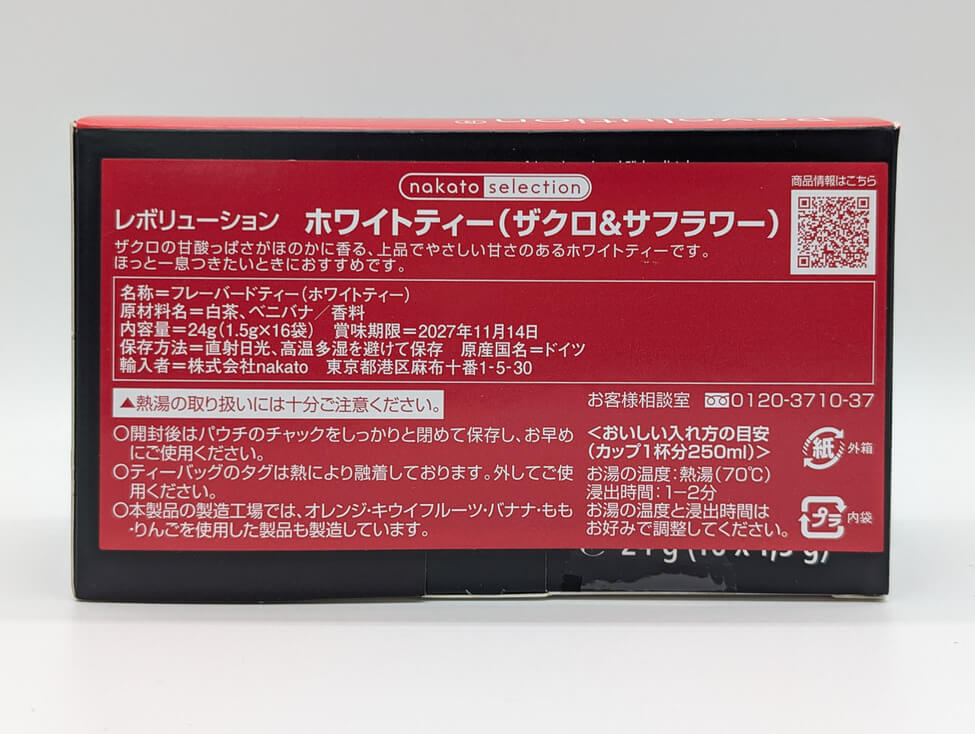 Revolution®
nakato selection
商品情報はこちら
レボリューション ホワイトティー（ザクロ&サフラワー）
ザクロの甘酸っぱさがほのかに香る、上品でやさしい甘さのあるホワイトティーです。
ほっと一息つきたいときにおすすめです。
名称＝フレーバードティー（ホワイトティー）
原材料名＝白茶、ベニバナ／香料
内容量＝24g（1.5g×16袋） 賞味期限＝2027年11月14日
保存方法＝直射日光、高温多湿を避けて保存 原産国名＝ドイツ
輸入者＝株式会社nakato 東京都港区麻布十番1-5-30
▲熱湯の取り扱いには十分ご注意ください。
お客様相談室 0120-3710-37
○開封後はパウチのチャックをしっかりと閉めて保存し、お早め
にご使用ください。
○ティーバッグのタグは熱により融着しております。外してご使
用ください。
○本製品の製造工場では、オレンジ・キウイフルーツ・バナナ・もも
・りんごを使用した製品も製造しています。
＜おいしい入れ方の目安
（カップ1杯分250ml）＞
お湯の温度：熱湯（70℃）
浸出時間：1－2分
お湯の温度と浸出時間は
お好みで調整してください。
紙 外箱
プラ 内袋
24 g (16 x 1,5 g)